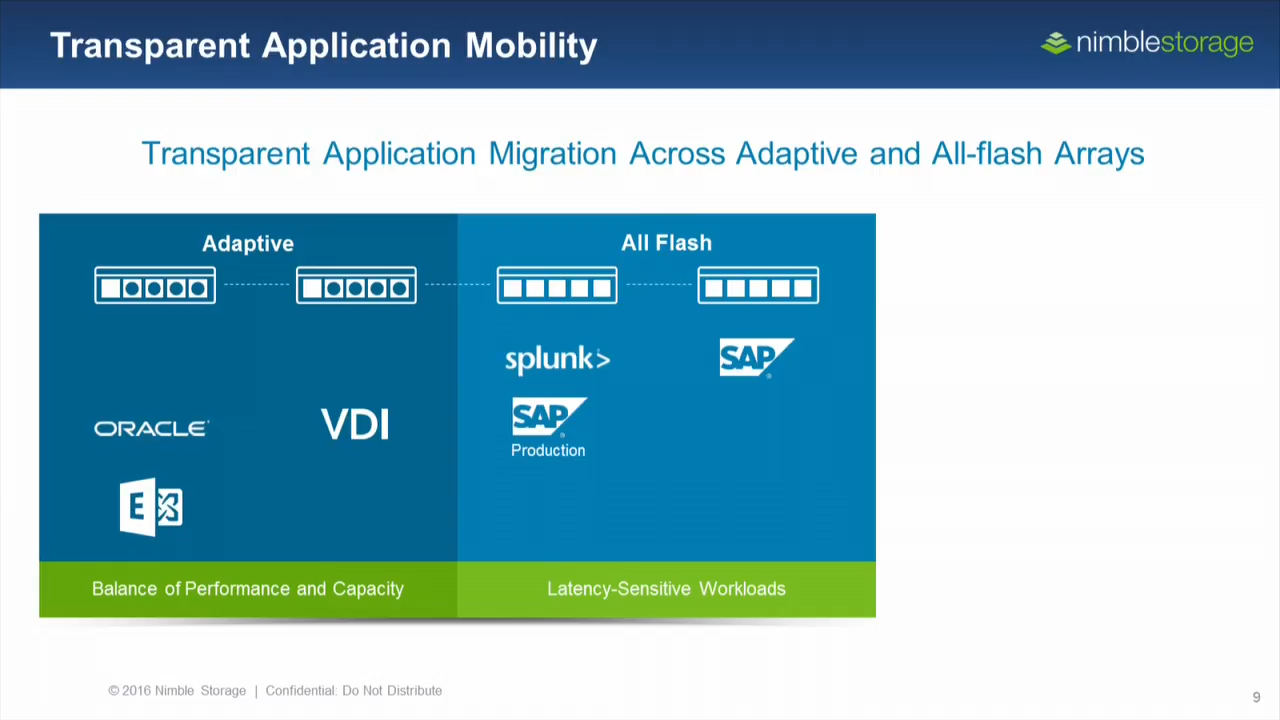 Transparent Application Mobility
nimblestorage
Transparent Application Migration Across Adaptive and All-flash Arrays
Adaptive
All Flash
splunk>
SAP
®
ORACLE
VDI
SAP
®
Production
E
Balance of Performance and Capacity
Latency-Sensitive Workloads
© 2016 Nimble Storage | Confidential: Do Not Distribute
9